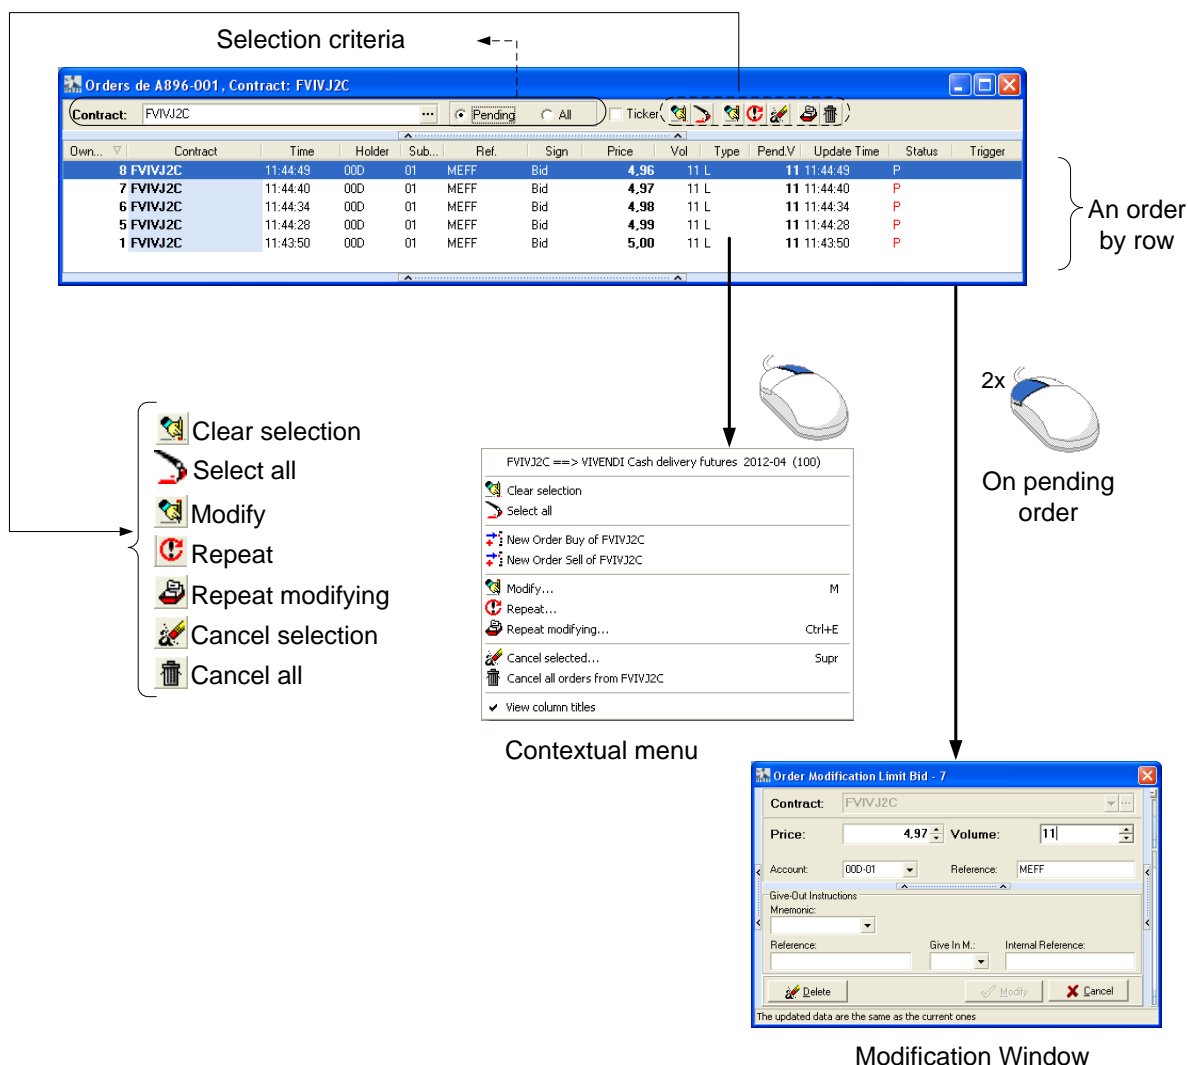 Selection criteria
Orders de A896-001, Contract: FVIVJ2C
Contract: FVIVJ2C ... Pending All Ticker
Own... Contract Time Holder Sub... Ref. Sign Price Vol Type Pend.V Update Time Status Trigger
8 FVIVJ2C 11:44:49 00D 01 MEFF Bid 4,96 11 L 11 11:44:49 P
7 FVIVJ2C 11:44:40 00D 01 MEFF Bid 4,97 11 L 11 11:44:40 P
6 FVIVJ2C 11:44:34 00D 01 MEFF Bid 4,98 11 L 11 11:44:34 P
5 FVIVJ2C 11:44:28 00D 01 MEFF Bid 4,99 11 L 11 11:44:28 P
1 FVIVJ2C 11:43:50 00D 01 MEFF Bid 5,00 11 L 11 11:43:50 P
An order
by row
Clear selection
Select all
Modify
Repeat
Repeat modifying
Cancel selection
Cancel all
2x
On pending
order
FVIVJ2C ==> VIVENDI Cash delivery futures 2012-04 (100)
Clear selection
Select all
New Order Buy of FVIVJ2C
New Order Sell of FVIVJ2C
Modify... M
Repeat...
Repeat modifying... Ctrl+E
Cancel selected... Supr
Cancel all orders from FVIVJ2C
View column titles
Contextual menu
Order Modification Limit Bid - 7
Contract: FVIVJ2C ...
Price: 4,97 Volume: 11
Account: 00D-01 Reference: MEFF
Give-Out Instructions
Mnemonic:
Reference: Give In M.: Internal Reference:
Delete Modify Cancel
The updated data are the same as the current ones
Modification Window